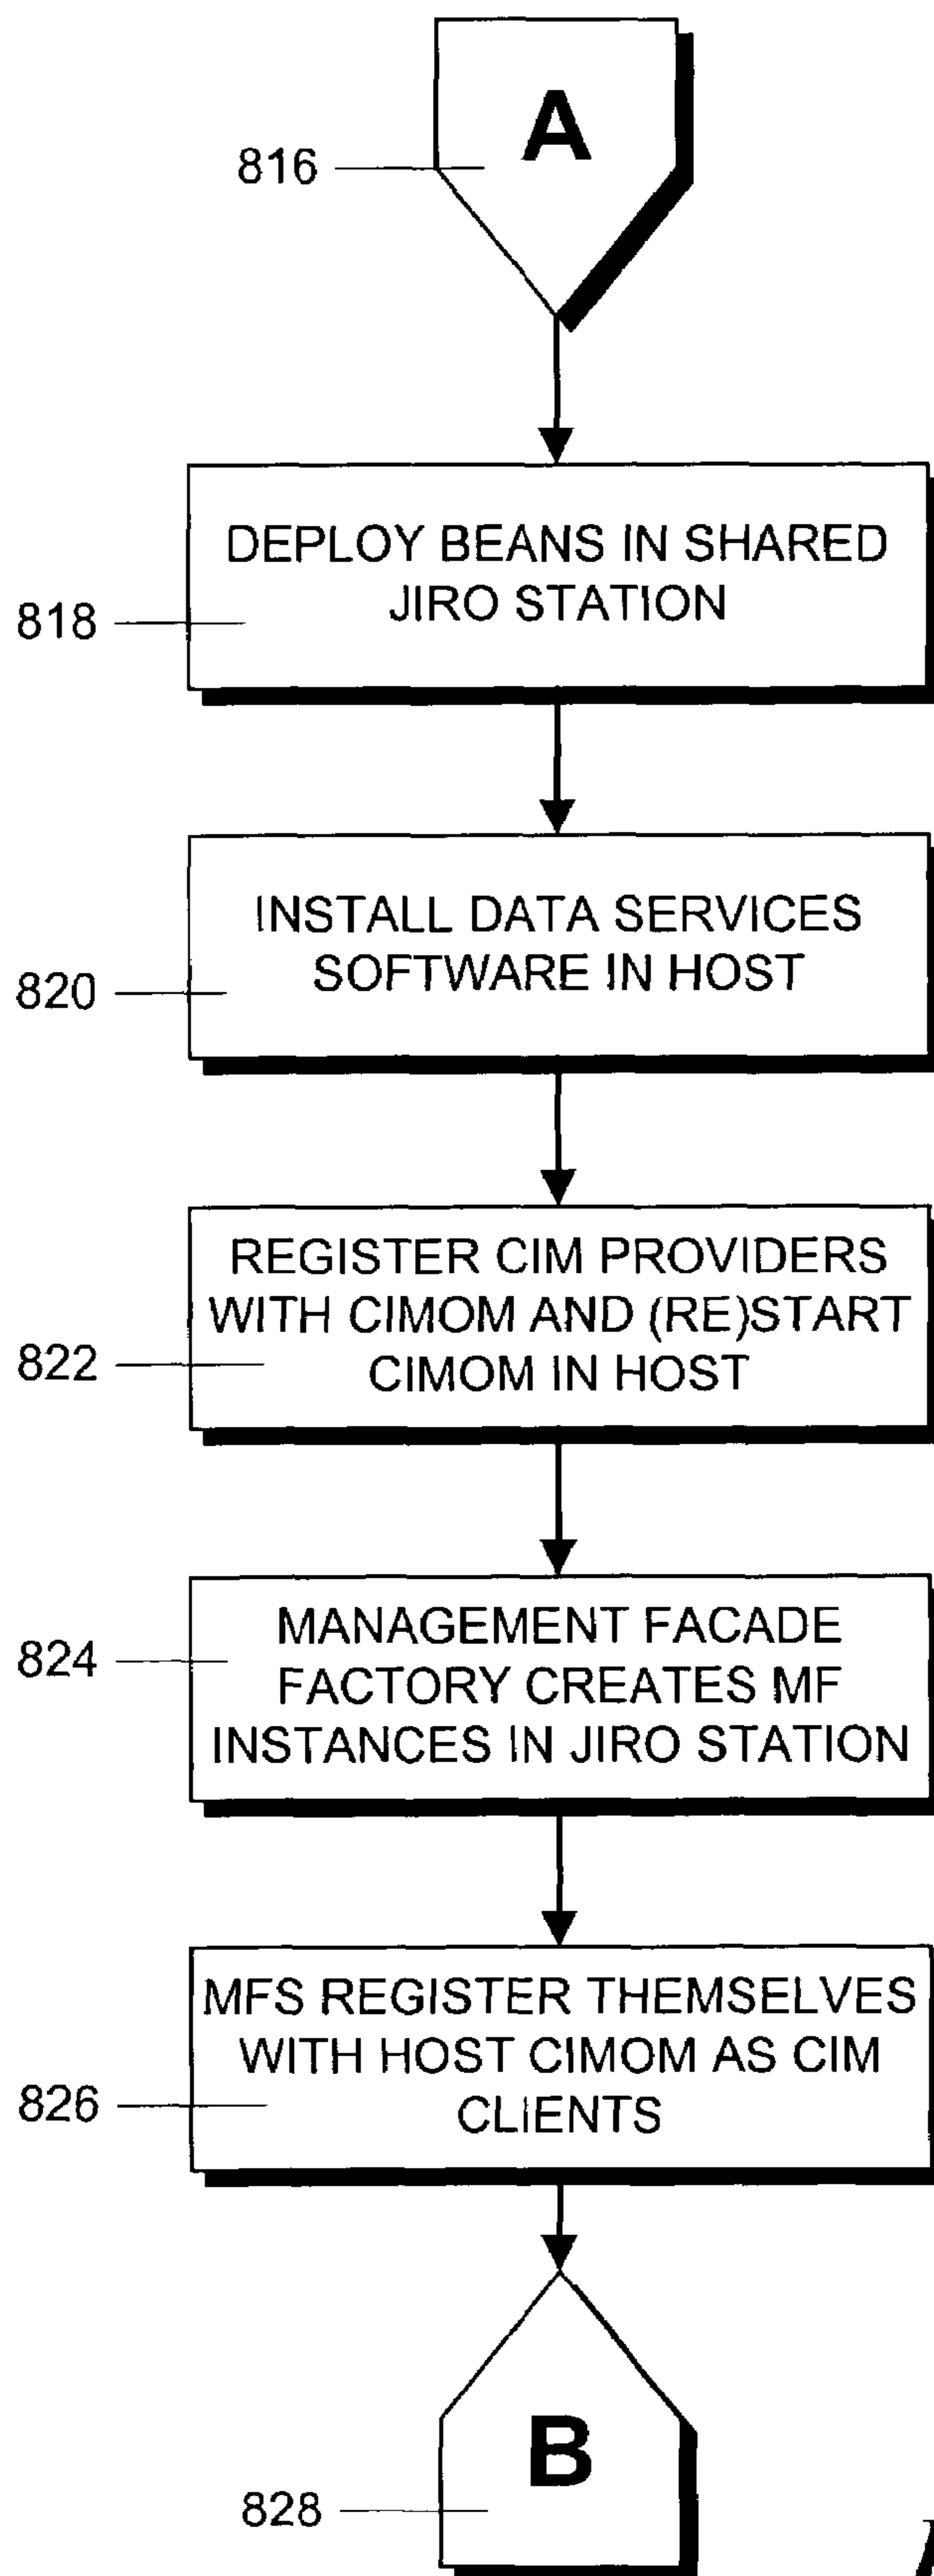 A
816
DEPLOY BEANS IN SHARED
JIRO STATION
818
INSTALL DATA SERVICES
SOFTWARE IN HOST
820
REGISTER CIM PROVIDERS
WITH CIMOM AND (RE)START
CIMOM IN HOST
822
MANAGEMENT FACADE
FACTORY CREATES MF
INSTANCES IN JIRO STATION
824
MFS REGISTER THEMSELVES
WITH HOST CIMOM AS CIM
CLIENTS
826
B
828